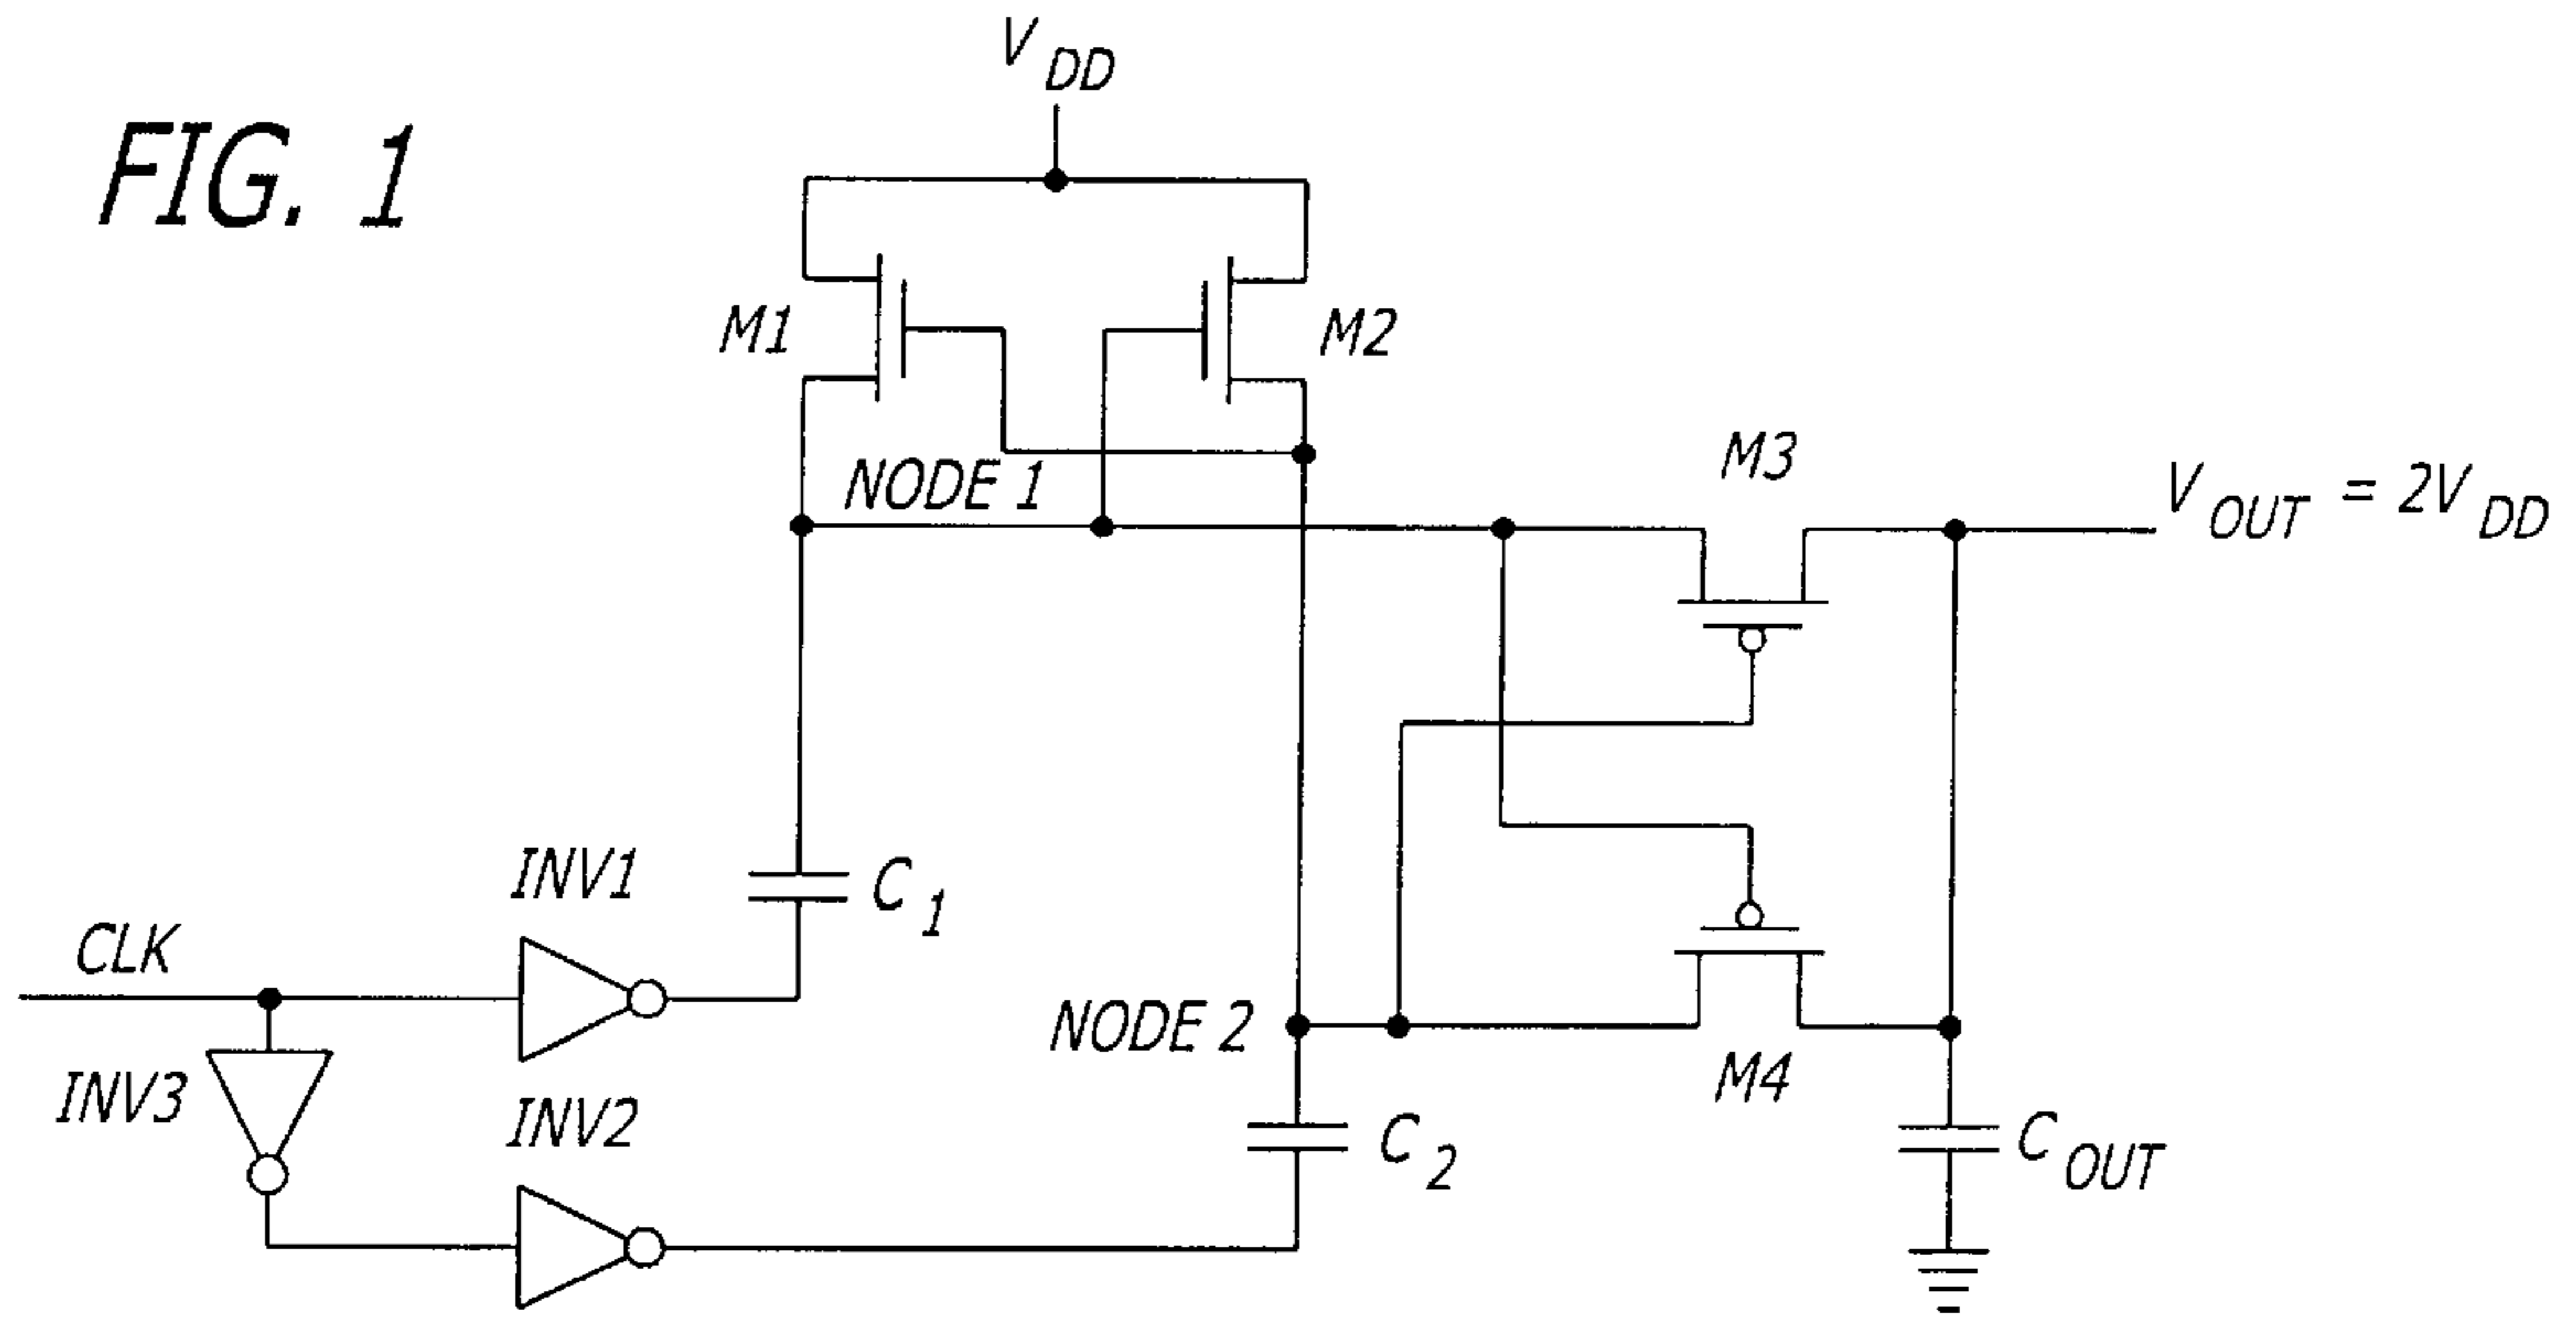 FIG. 1
V DD
M1
M2
NODE 1
M3
V OUT = 2V DD
INV1
C 1
CLK
NODE 2
INV3
INV2
M4
C 2
C OUT